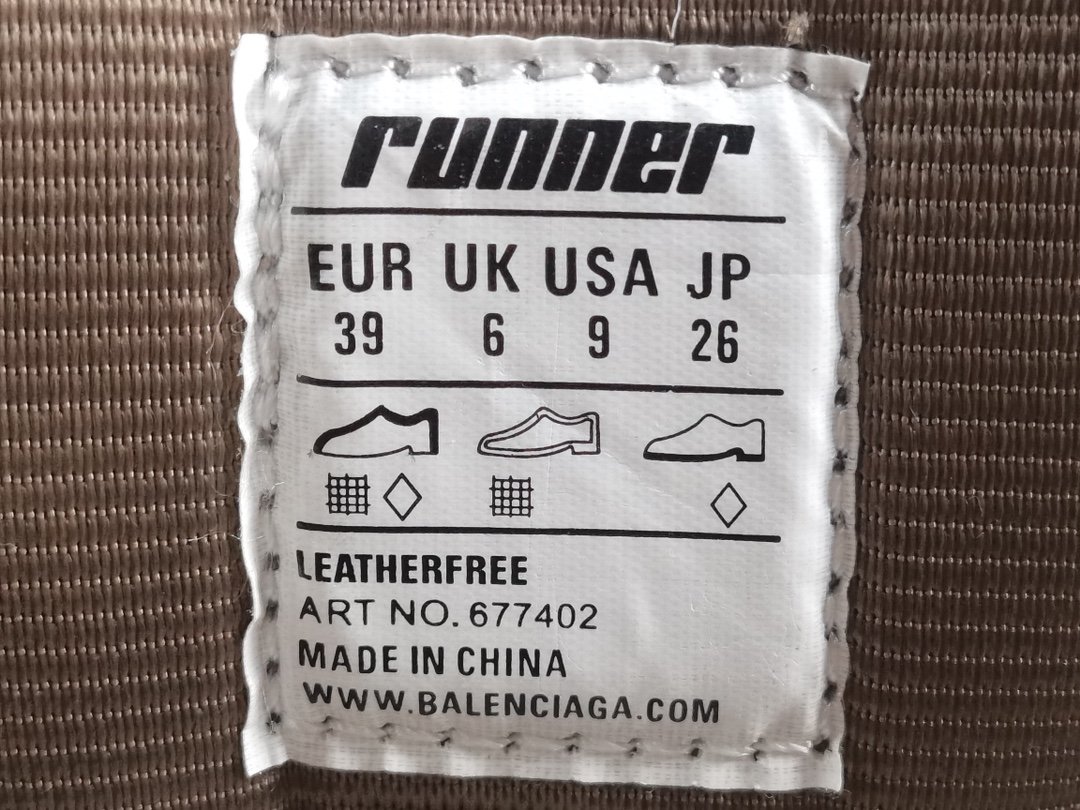 runner
EUR UK USA JP
39 6 9 26
LEATHERFREE
ART NO. 677402
MADE IN CHINA
WWW.BALENCIAGA.COM